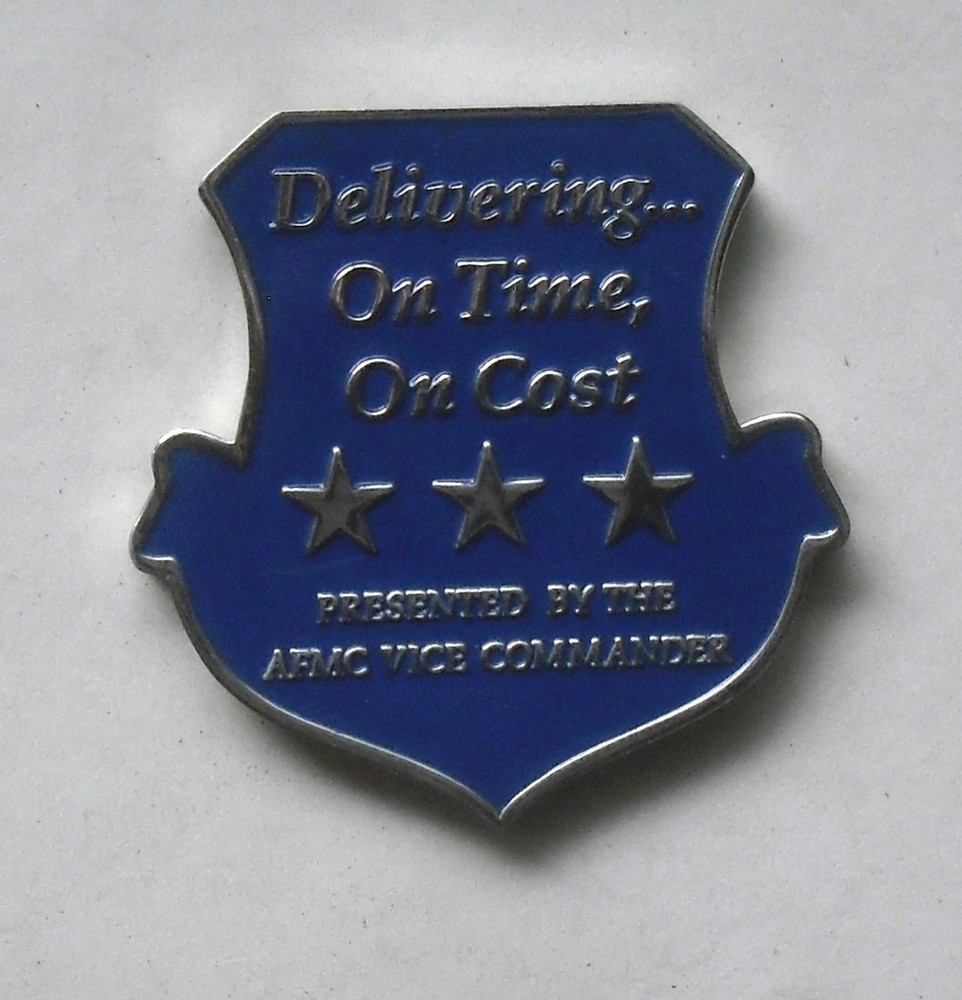 Delivering...
On Time,
On Cost
PRESENTED BY THE
AFMC VICE COMMANDER